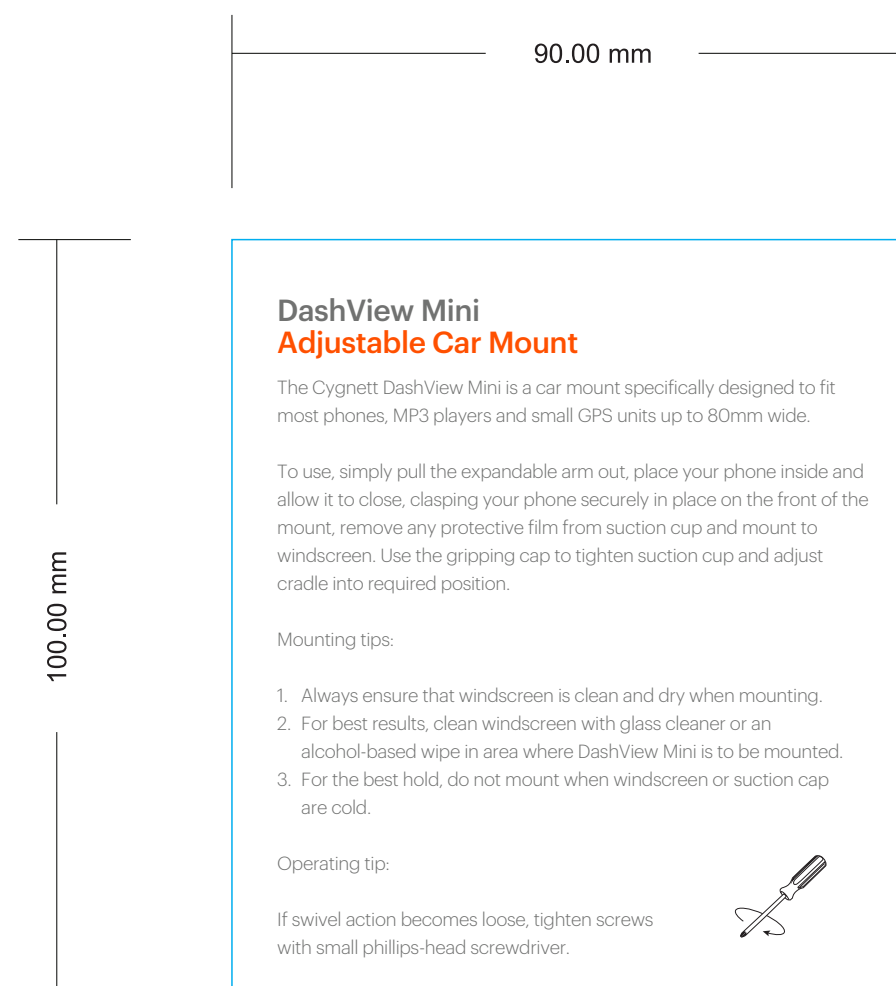 90.00 mm
100.00 mm
DashView Mini
Adjustable Car Mount
The Cygnett DashView Mini is a car mount specifically designed to fit
most phones, MP3 players and small GPS units up to 80mm wide.
To use, simply pull the expandable arm out, place your phone inside and
allow it to close, clasping your phone securely in place on the front of the
mount, remove any protective film from suction cup and mount to
windscreen. Use the gripping cap to tighten suction cup and adjust
cradle into required position.
Mounting tips:
1. Always ensure that windscreen is clean and dry when mounting.
2. For best results, clean windscreen with glass cleaner or an
alcohol-based wipe in area where DashView Mini is to be mounted.
3. For the best hold, do not mount when windscreen or suction cap
are cold.
Operating tip:
If swivel action becomes loose, tighten screws
with small phillips-head screwdriver.